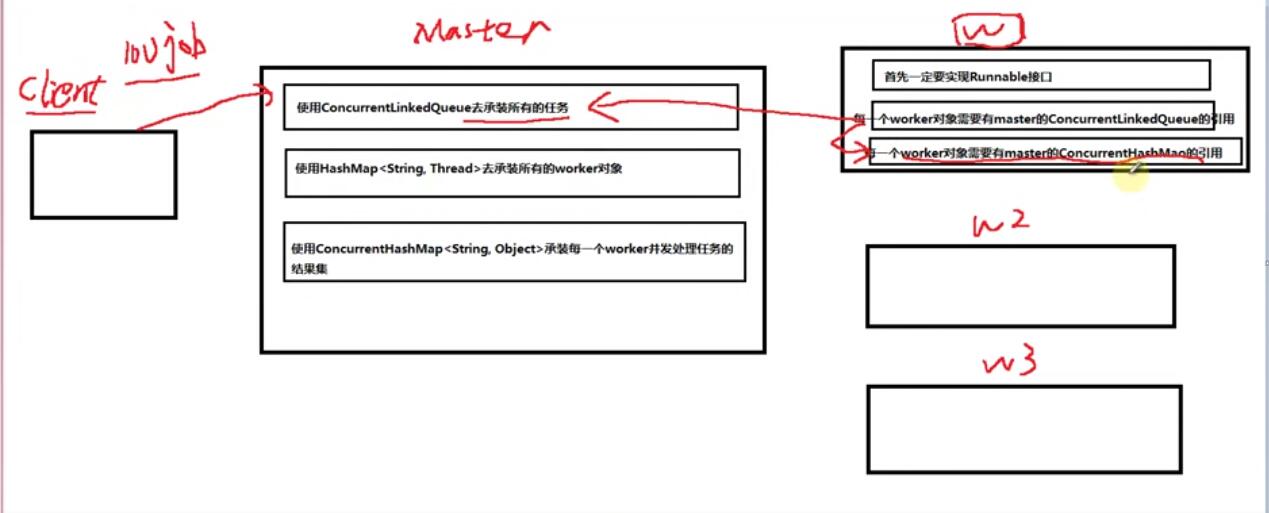 Client
100 job
Master
使用ConcurrentLinkedQueue去承装所有的任务
使用HashMap<String, Thread>去承装所有的worker对象
使用ConcurrentHashMap<String, Object>承装每一个worker并发处理任务的
结果集
W
首先一定要实现Runnable接口
每一个worker对象需要有master的ConcurrentLinkedQueue的引用
每一个worker对象需要有master的ConcurrentHashMap的引用
w2
w3